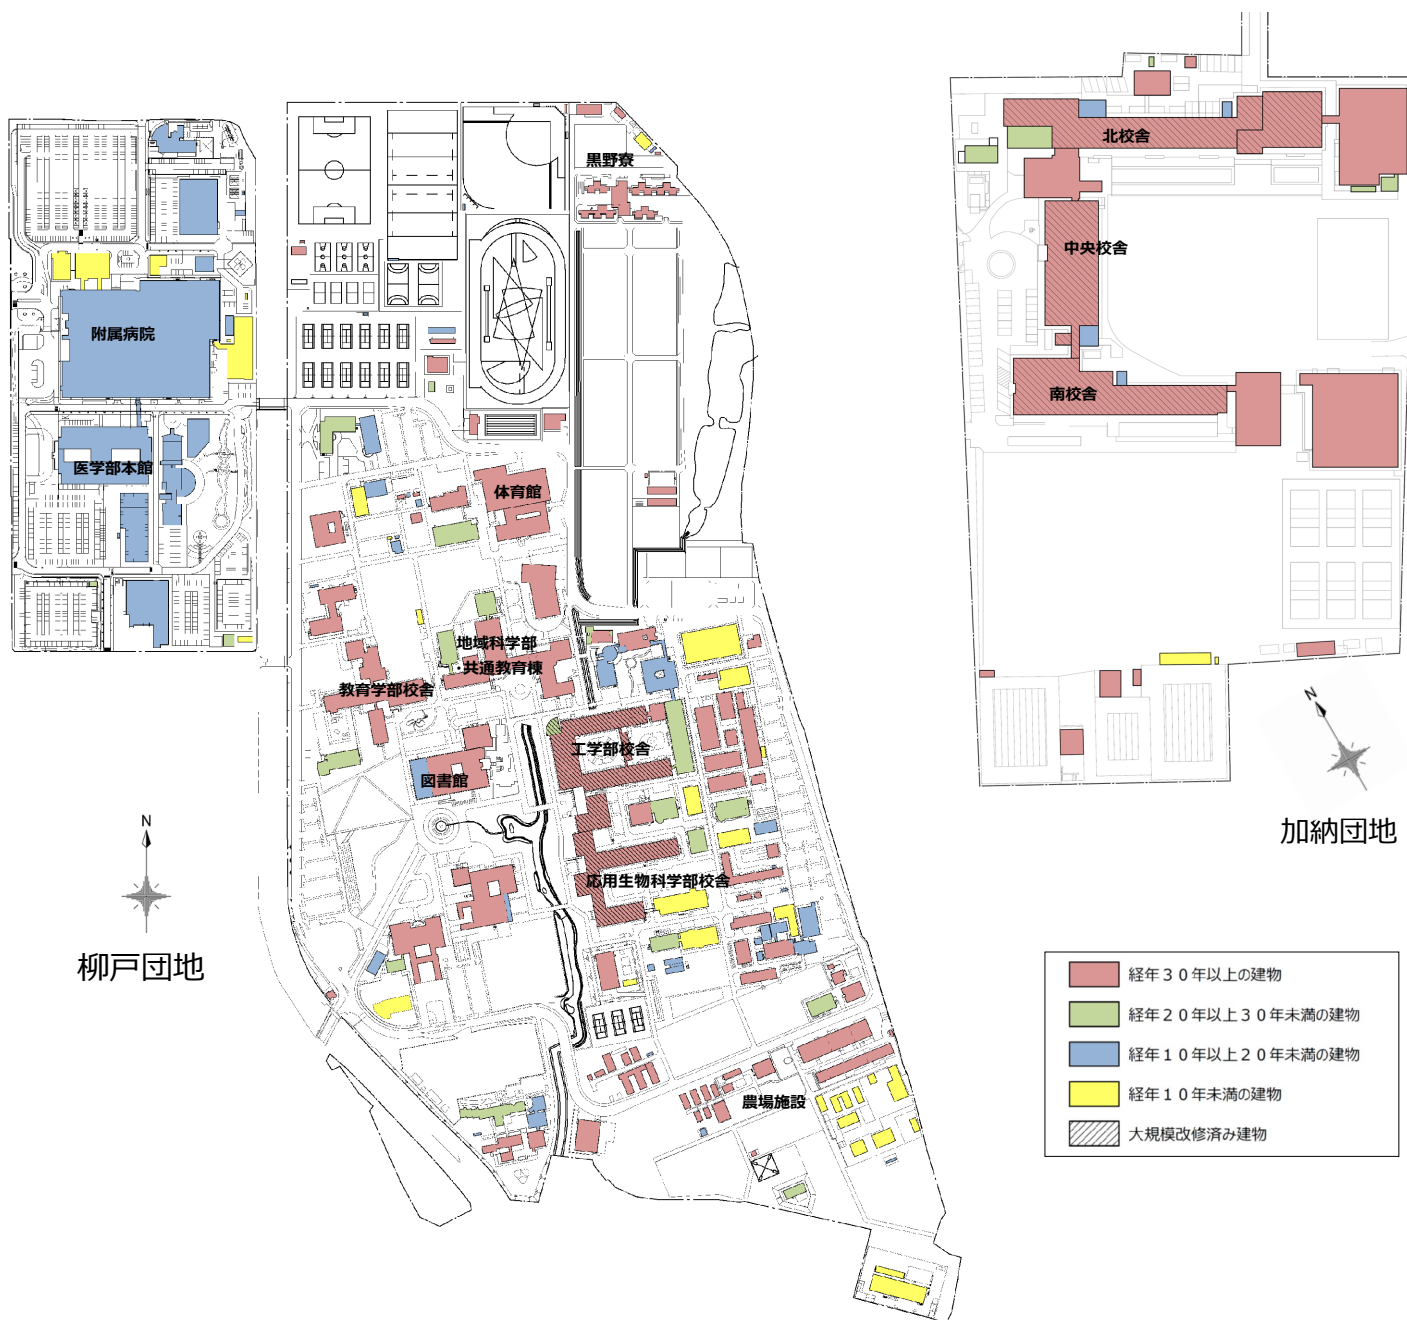 北校舎
中央校舎
南校舎
N
加納団地
黒野寮
附属病院
医学部本館
体育館
地域科学部
共通教育棟
教育学部校舎
工学部校舎
図書館
応用生物科学部校舎
農場施設
N
柳戸団地
経年３０年以上の建物
経年２０年以上３０年未満の建物
経年１０年以上２０年未満の建物
経年１０年未満の建物
大規模改修済み建物